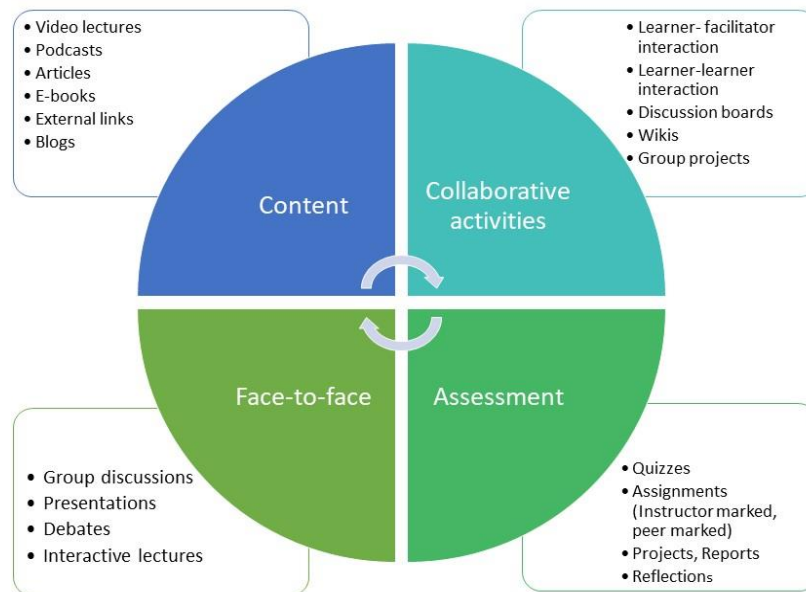 • Video lectures
• Podcasts
• Articles
• E-books
• External links
• Blogs
• Learner- facilitator
interaction
• Learner-learner
interaction
• Discussion boards
• Wikis
• Group projects
Content
Collaborative
activities
Face-to-face
Assessment
• Group discussions
• Presentations
• Debates
• Interactive lectures
• Quizzes
• Assignments
(Instructor marked,
peer marked)
• Projects, Reports
• Reflections